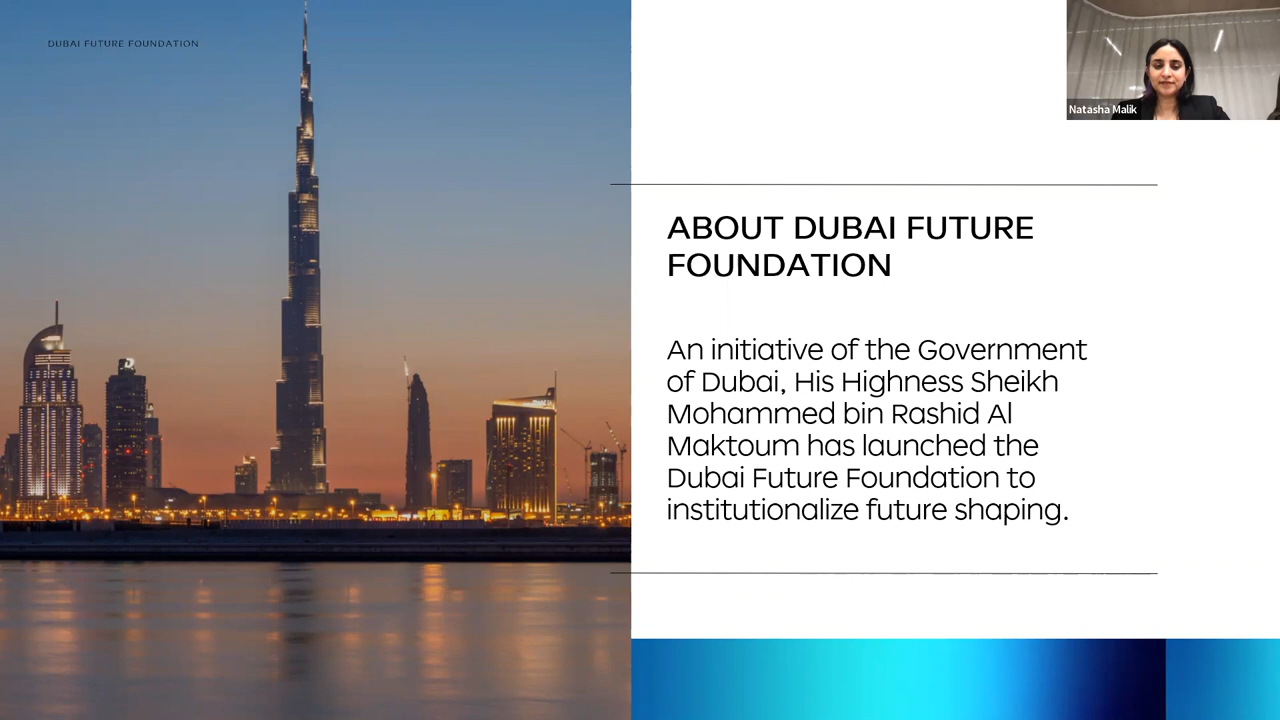 DUBAI FUTURE FOUNDATION
Natasha Malik
ABOUT DUBAI FUTURE
FOUNDATION
An initiative of the Government
of Dubai, His Highness Sheikh
Mohammed bin Rashid Al
Maktoum has launched the
Dubai Future Foundation to
institutionalize future shaping.